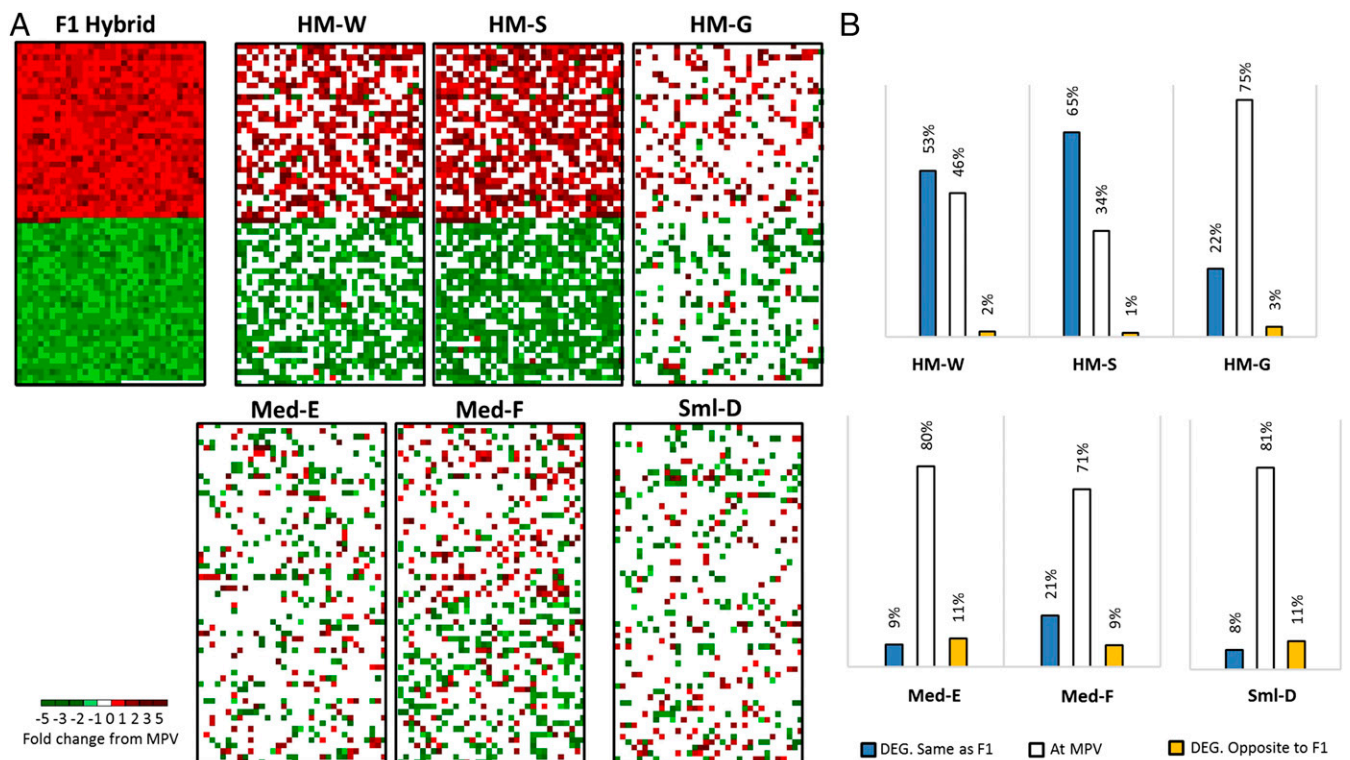 A
F1 Hybrid
HM-W
HM-S
HM-G
B
53%
46%
2%
65%
34%
1%
22%
75%
3%
HM-W
HM-S
HM-G
Med-E
Med-F
Sml-D
9%
80%
11%
21%
71%
9%
8%
81%
11%
Med-E
Med-F
Sml-D
-5 -3 -2 -1 0 1 2 3 5
Fold change from MPV
DEG. Same as F1
At MPV
DEG. Opposite to F1